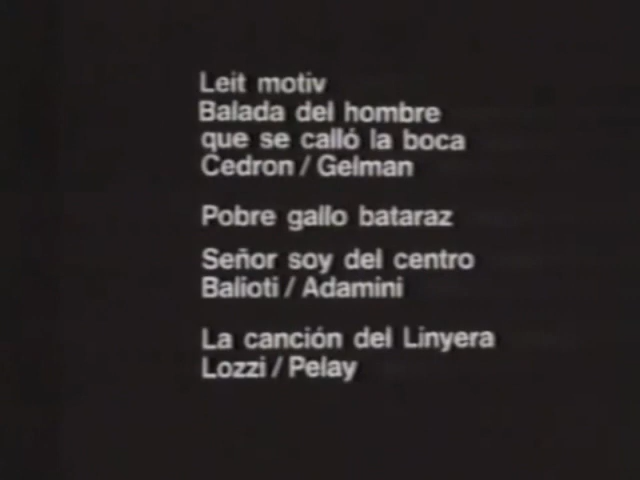 Leit motiv
Balada del hombre
que se calló la boca
Cedron / Gelman
Pobre gallo bataraz
Señor soy del centro
Balioti / Adamini
La canción del Linyera
Lozzi / Pelay